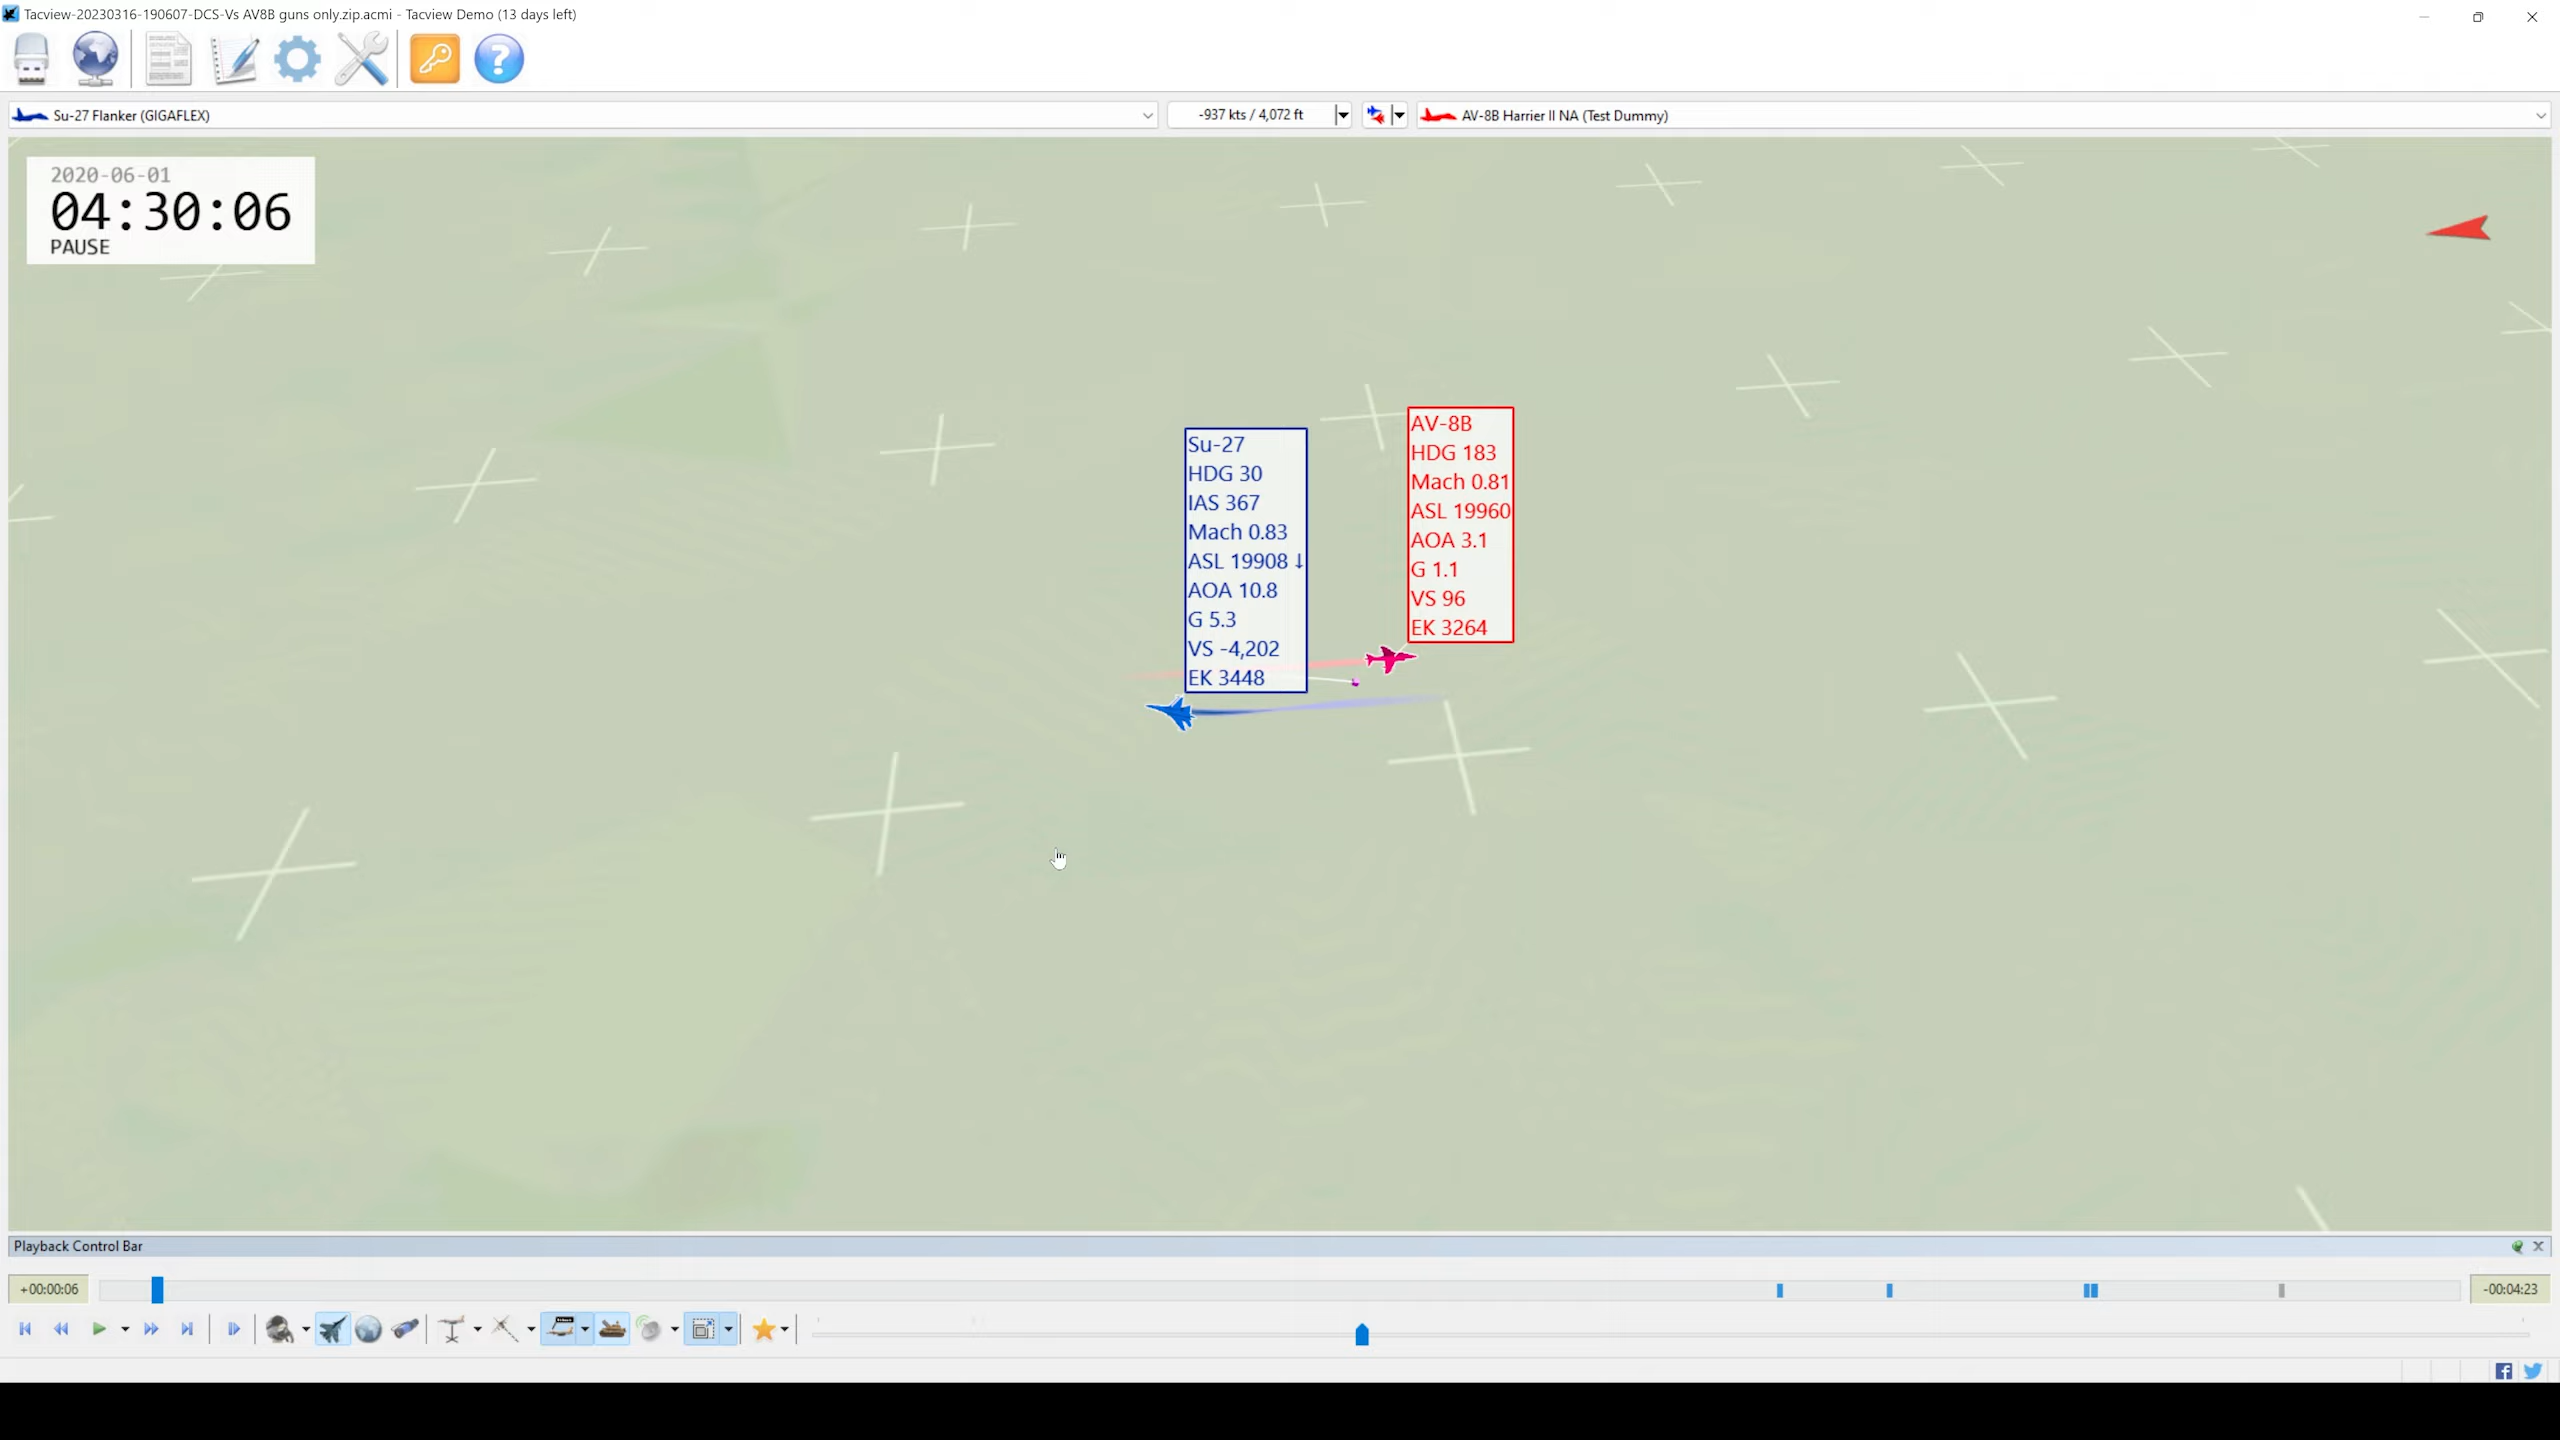 Tacview-20230316-190607-DCS-Vs AV8B guns only.zip.acmi - Tacview Demo (13 days left)
Su-27 Flanker (GIGAFLEX)
-937 kts / 4,072 ft
AV-8B Harrier II NA (Test Dummy)
2020-06-01
04:30:06
PAUSE
Su-27
HDG 30
IAS 367
Mach 0.83
ASL 19908 ↓
AOA 10.8
G 5.3
VS -4,202
EK 3448
AV-8B
HDG 183
Mach 0.81
ASL 19960
AOA 3.1
G 1.1
VS 96
EK 3264
Playback Control Bar
+00:00:06
-00:04:23